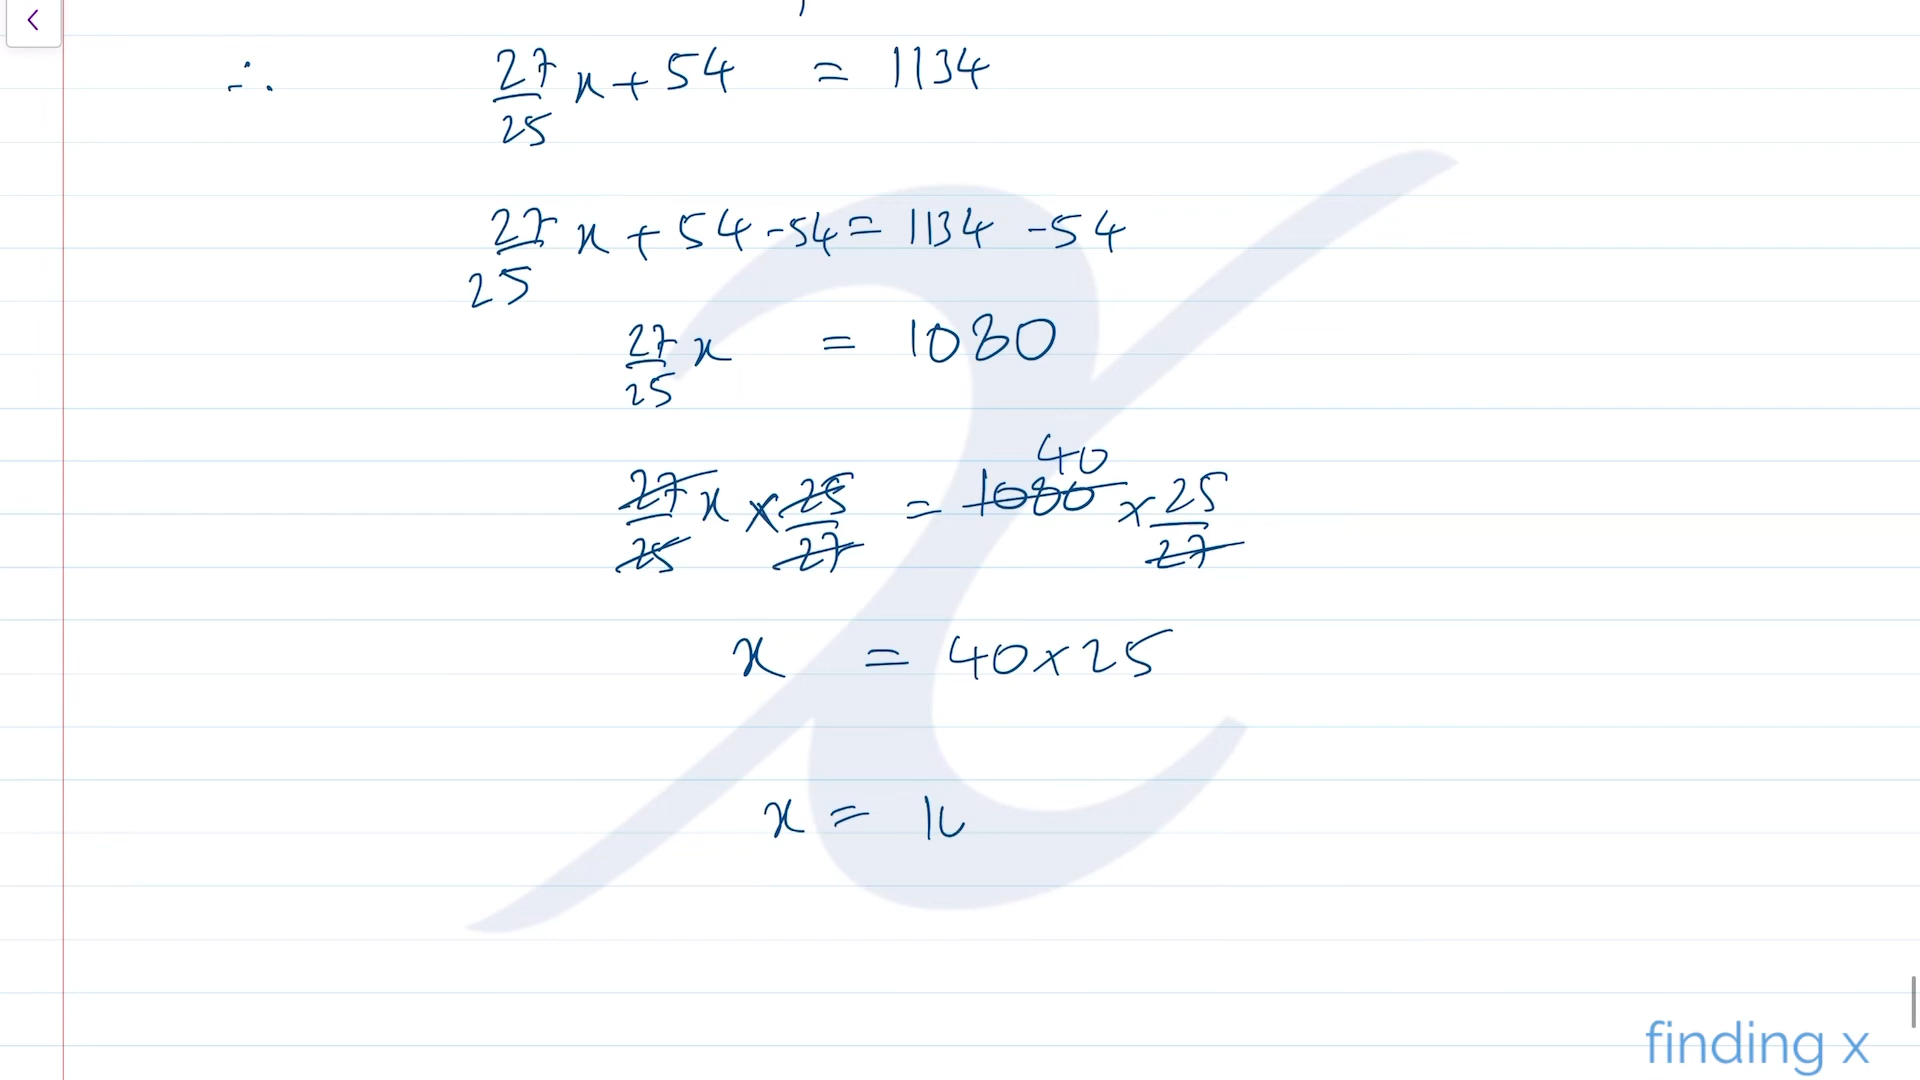 ∴ 27/25 x + 54 = 1134
27/25 x + 54 - 54 = 1134 - 54
27/25 x = 1080
40
27/25 x × 25/27 = 1080 × 25/27
x = 40 × 25
x = 10
finding x